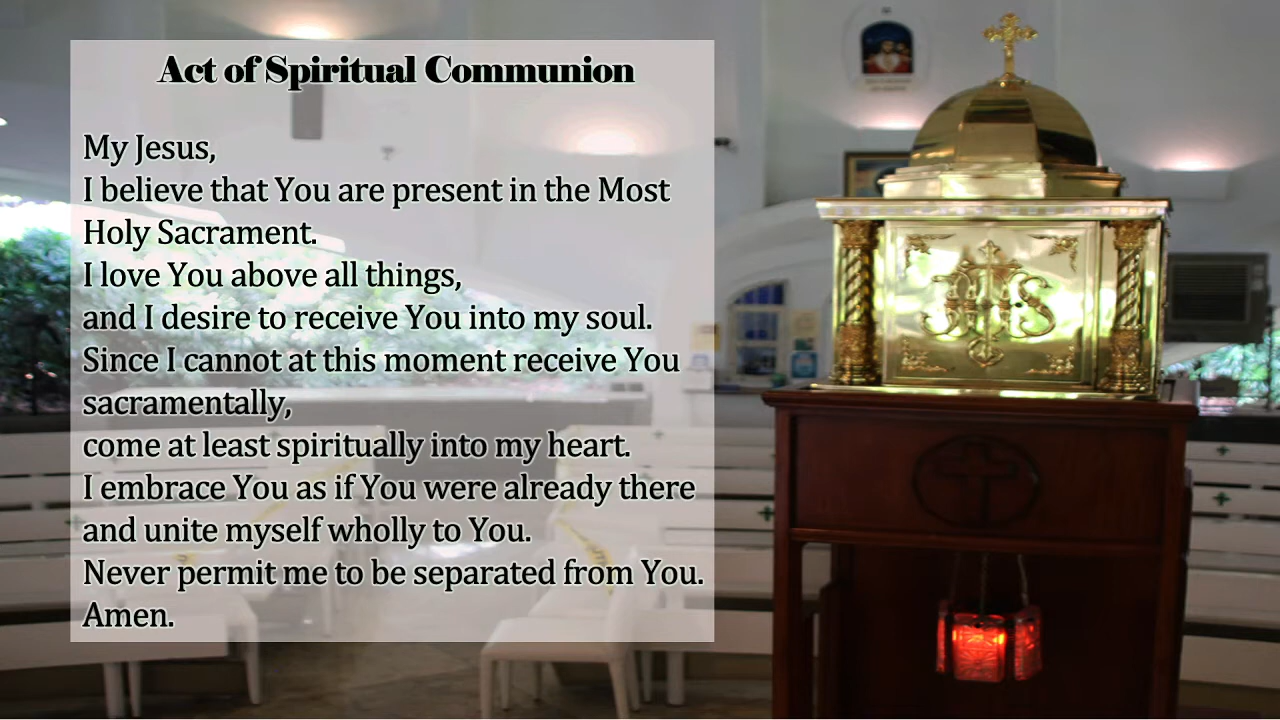 Act of Spiritual Communion
My Jesus,
I believe that You are present in the Most
Holy Sacrament.
I love You above all things,
and I desire to receive You into my soul.
Since I cannot at this moment receive You
sacramentally,
come at least spiritually into my heart.
I embrace You as if You were already there
and unite myself wholly to You.
Never permit me to be separated from You.
Amen.
IHS